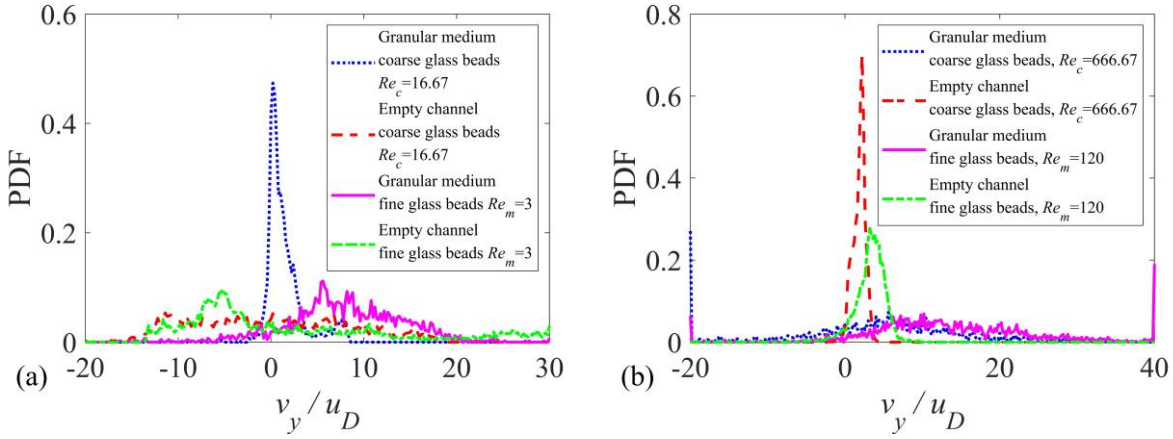 0.6
0.4
0.2
0
PDF
-20
-10
0
10
20
30
v_y / u_D
(a)
Granular medium
coarse glass beads
Re_c=16.67
Empty channel
coarse glass beads
Re_c=16.67
Granular medium
fine glass beads Re_m=3
Empty channel
fine glass beads Re_m=3
0.8
0.6
0.4
0.2
0
PDF
-20
0
20
40
v_y / u_D
(b)
Granular medium
coarse glass beads, Re_c=666.67
Empty channel
coarse glass beads, Re_c=666.67
Granular medium
fine glass beads, Re_m=120
Empty channel
fine glass beads, Re_m=120